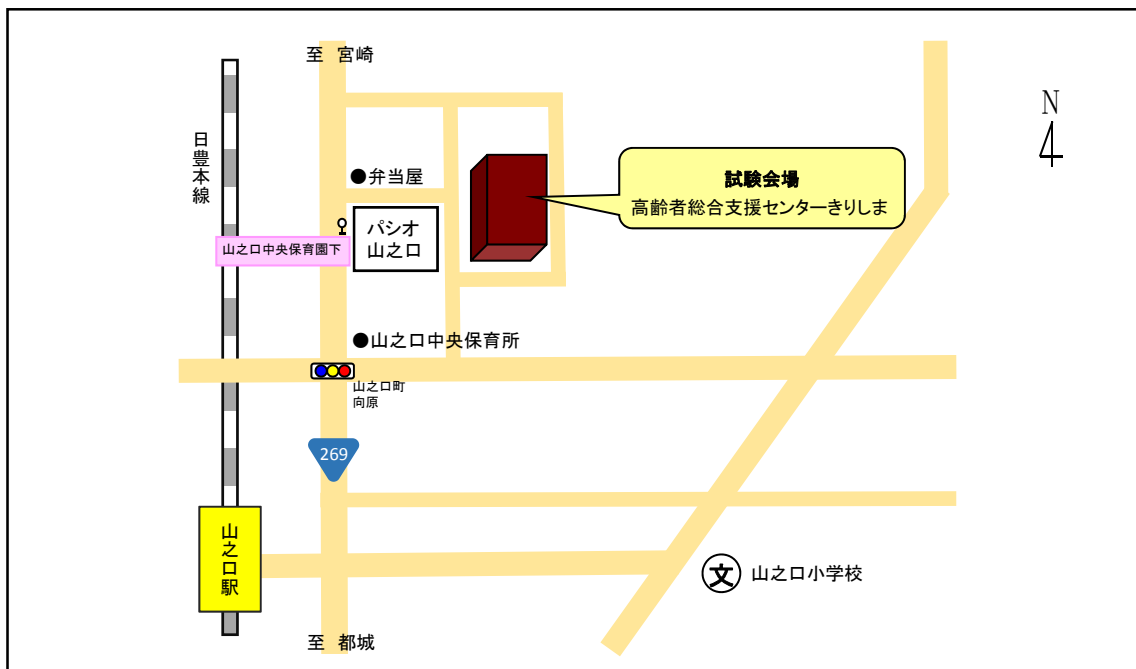 至 宮崎
N
日豊本線
●弁当屋
試験会場
高齢者総合支援センターきりしま
パシオ
山之口
山之口中央保育園下
●山之口中央保育所
山之口町
向原
269
山之口駅
文 山之口小学校
至 都城